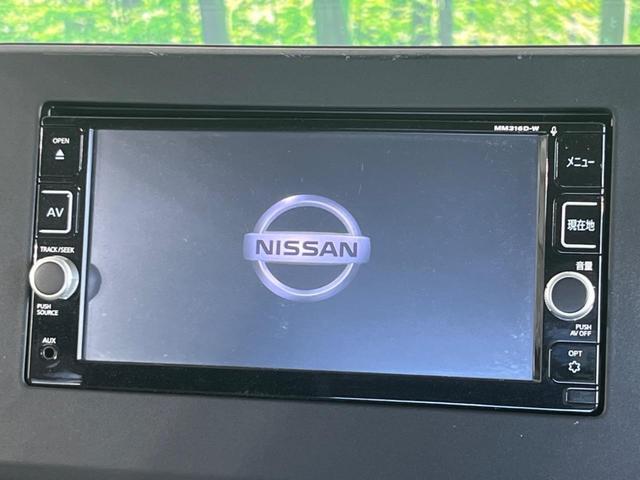 MM316D-W
OPEN
AV
TRACK/SEEK
PUSH
SOURCE
AUX
NISSAN
メニュー
現在地
音量
PUSH
AV OFF
OPT